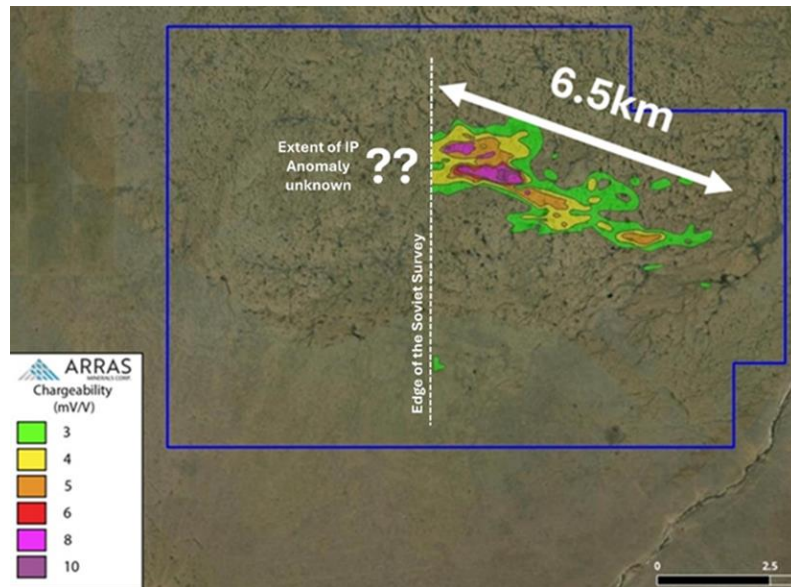 6.5km
Extent of IP
Anomaly
unknown
??
Edge of the Soviet Survey
ARRAS
MINERALS CORP.
Chargeability
(mV/V)
3
4
5
6
8
10
0
2.5